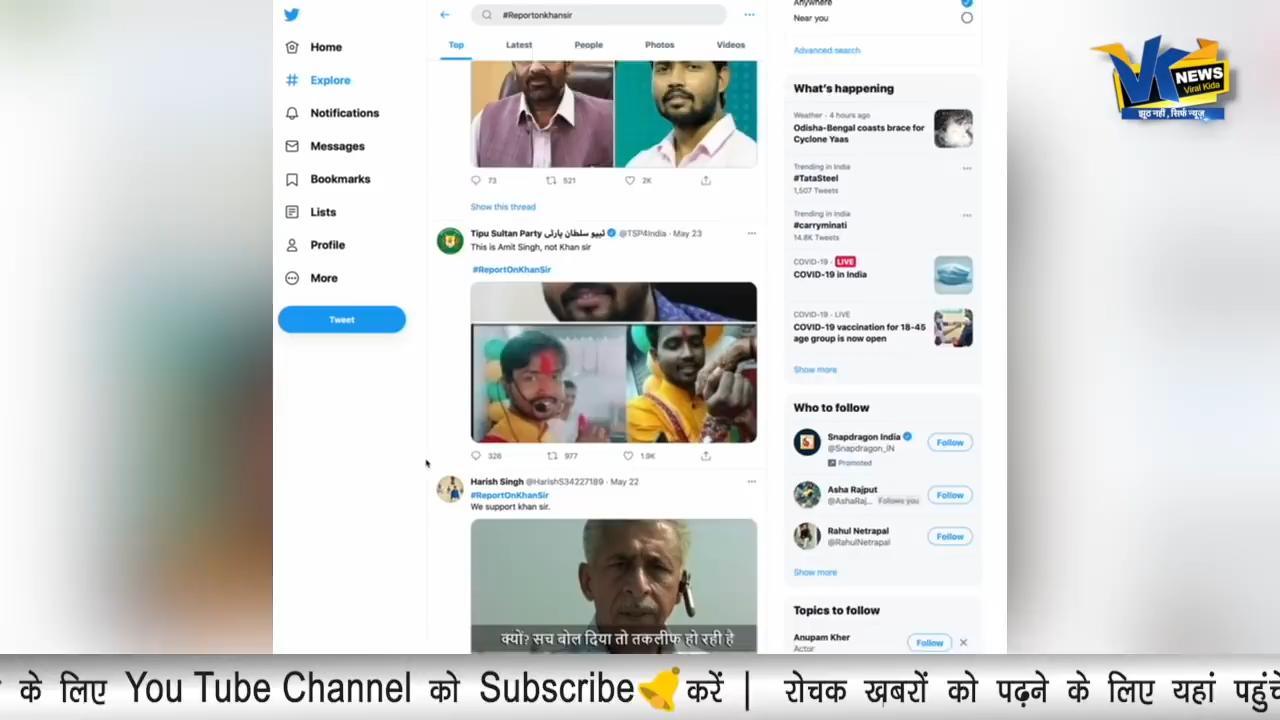 #Reportonkhansir
Top
Latest
People
Photos
Videos
Home
Explore
Notifications
Messages
Bookmarks
Lists
Profile
More
Tweet
73
521
2K
Show this thread
Tipu Sultan Party ٹیپو سلطان پارٹی @TSP4India · May 23
This is Amit Singh, not Khan sir
#ReportOnKhanSir
326
977
1.9K
Harish Singh @HarishS34227189 · May 22
#ReportOnKhanSir
We support khan sir.
क्यों? सच बोल दिया तो तकलीफ हो रही है
Anywhere
Near you
Advanced search
What's happening
Weather · 4 hours ago
Odisha-Bengal coasts brace for
Cyclone Yaas
Trending in India
#TataSteel
1,507 Tweets
Trending in India
#carryminati
14.8K Tweets
COVID-19 · LIVE
COVID-19 in India
COVID-19 · LIVE
COVID-19 vaccination for 18-45
age group is now open
Show more
Who to follow
Snapdragon India
@Snapdragon_IN
Promoted
Follow
Asha Rajput
@AshaRaj... Follows you
Follow
Rahul Netrapal
@RahulNetrapal
Follow
Show more
Topics to follow
Anupam Kher
Actor
Follow
VK NEWS
Viral Kida
झूठ नहीं, सिर्फ न्यूज़
के लिए You Tube Channel को Subscribe करें | रोचक ख़बरों को पढ़ने के लिए यहां